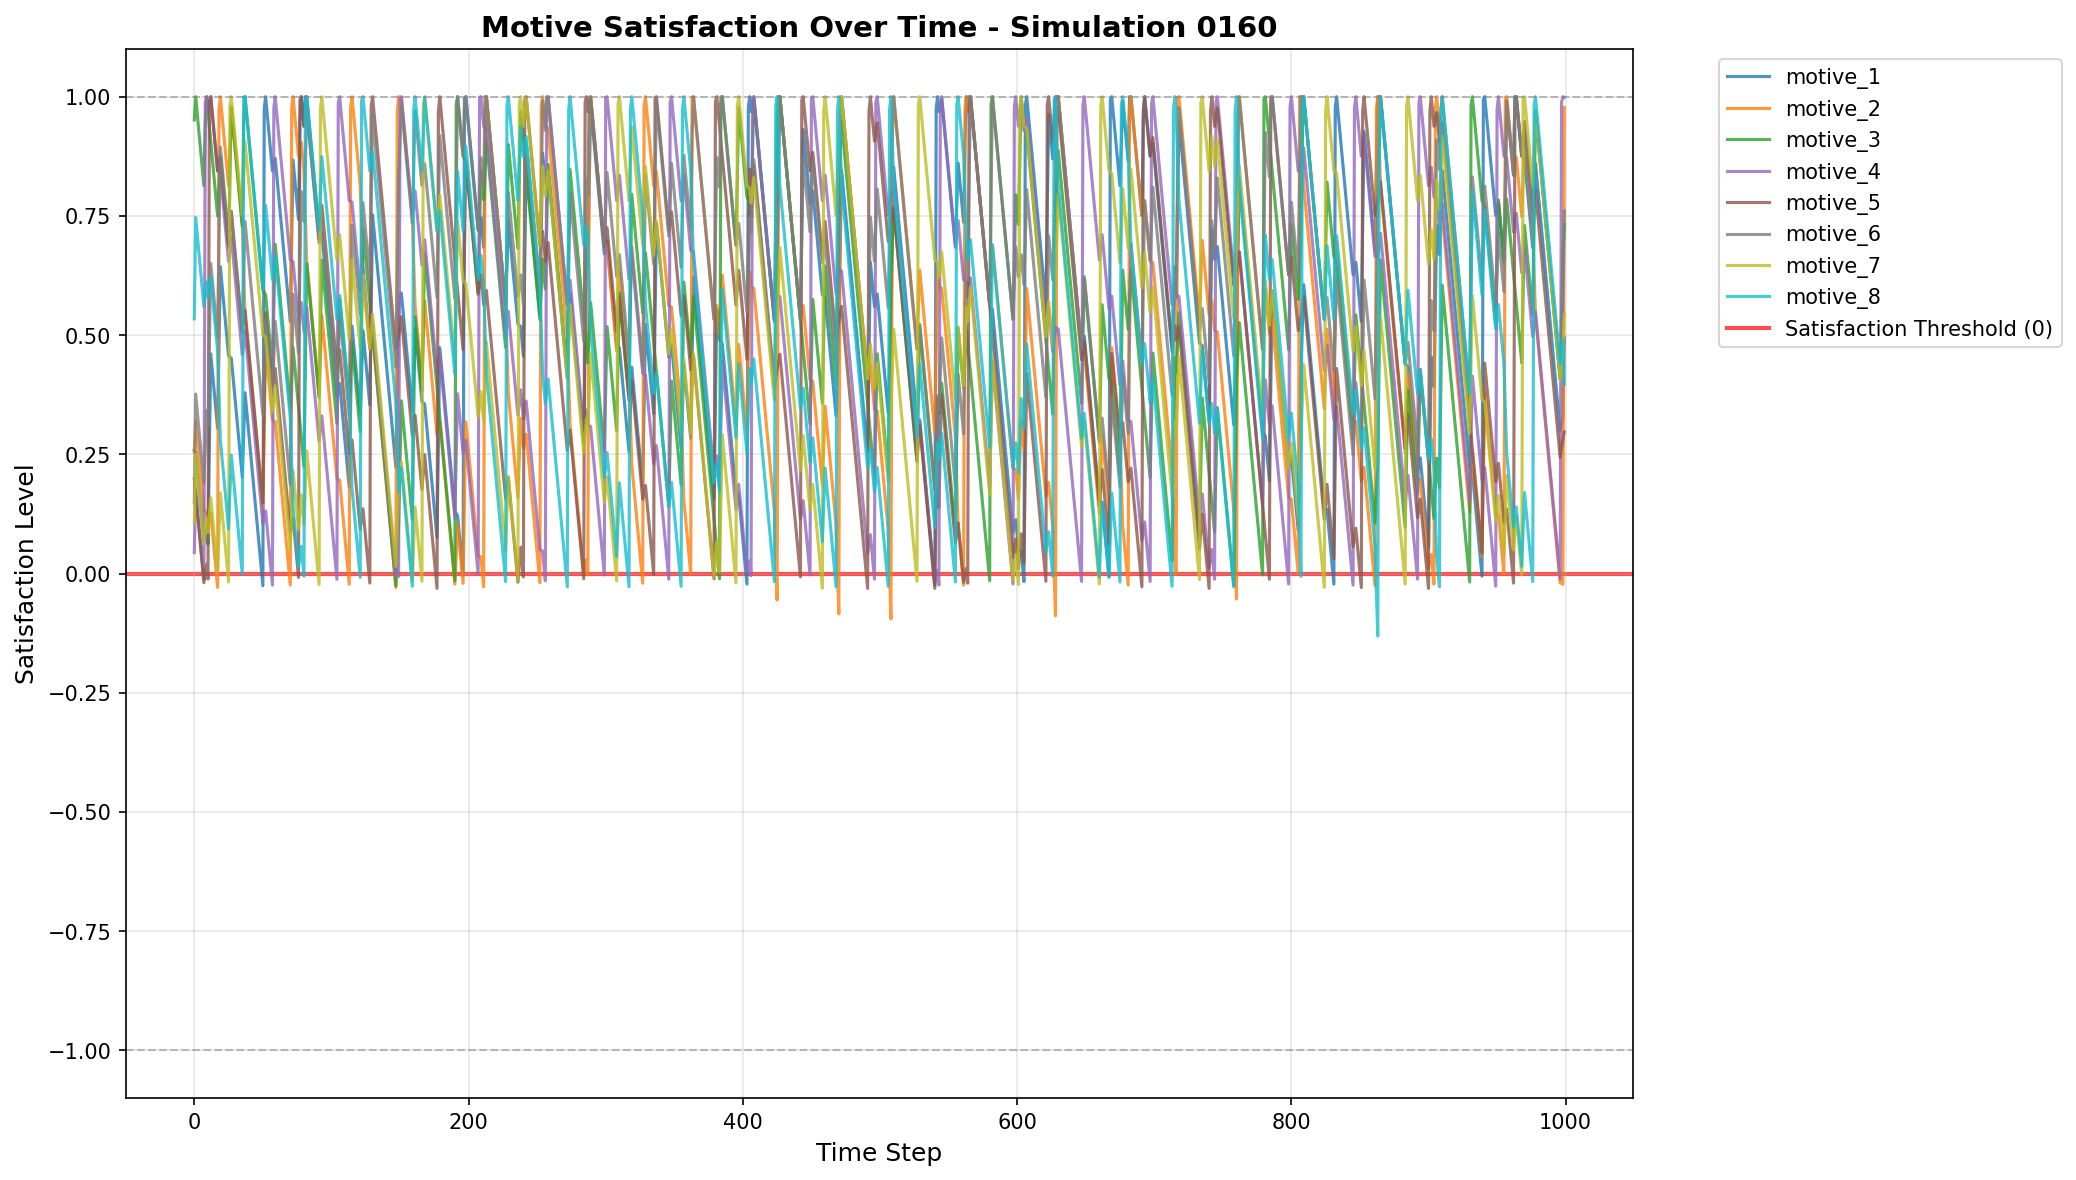 Motive Satisfaction Over Time - Simulation 0160
Satisfaction Level
1.00
0.75
0.50
0.25
0.00
−0.25
−0.50
−0.75
−1.00
0
200
400
600
800
1000
Time Step
motive_1
motive_2
motive_3
motive_4
motive_5
motive_6
motive_7
motive_8
Satisfaction Threshold (0)